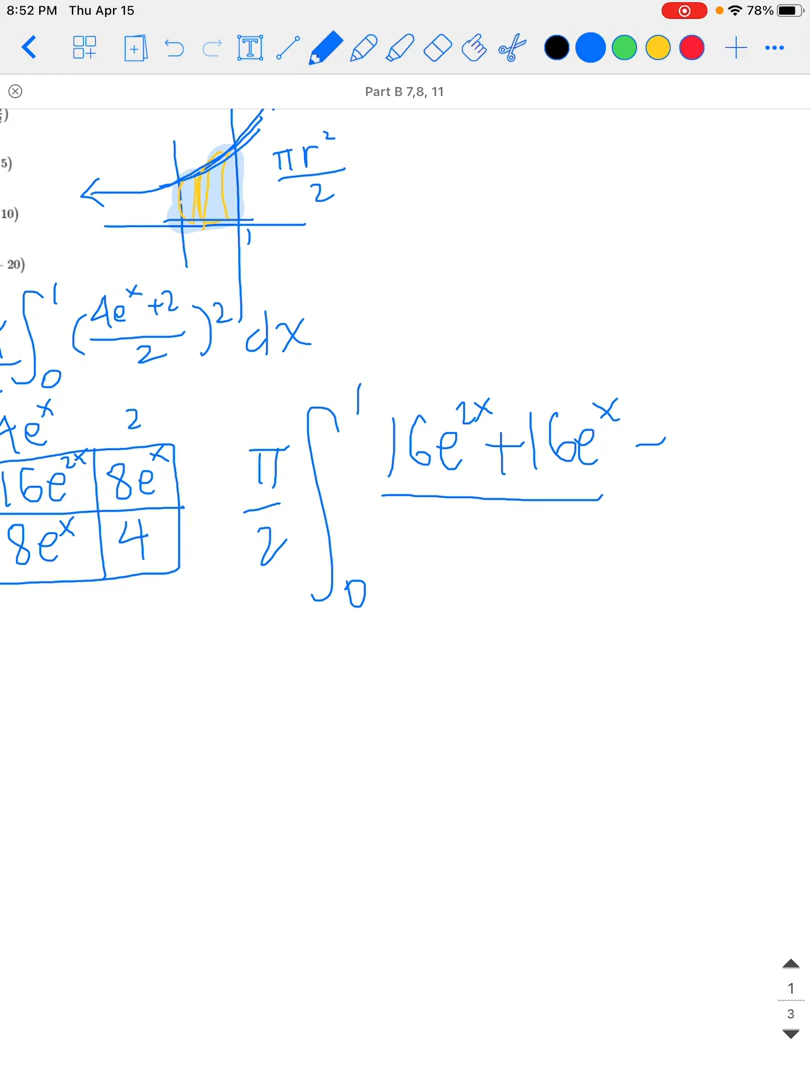 8:52 PM Thu Apr 15 78%
T
Part B 7,8, 11
5)
10)
- 20)
πr²/2
1
∫₀¹ ((4eˣ+2)/2)² dx
4eˣ 2
16e²ˣ 8eˣ
8eˣ 4
π/2 ∫₀¹ 16e²ˣ+16eˣ –
1
3